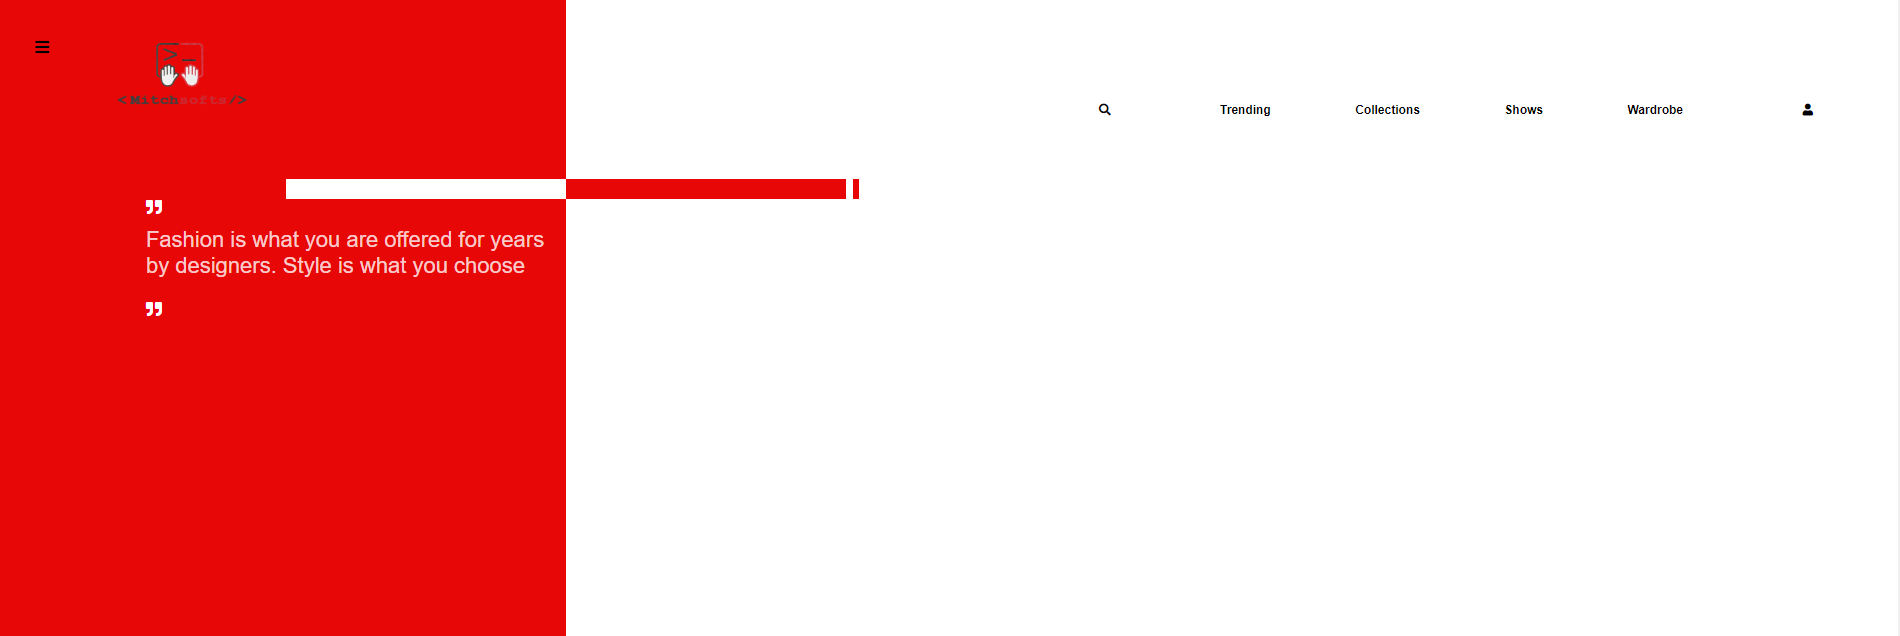 >_
<Mitchsofts/>
Trending Collections Shows Wardrobe
”
Fashion is what you are offered for years
by designers. Style is what you choose
”